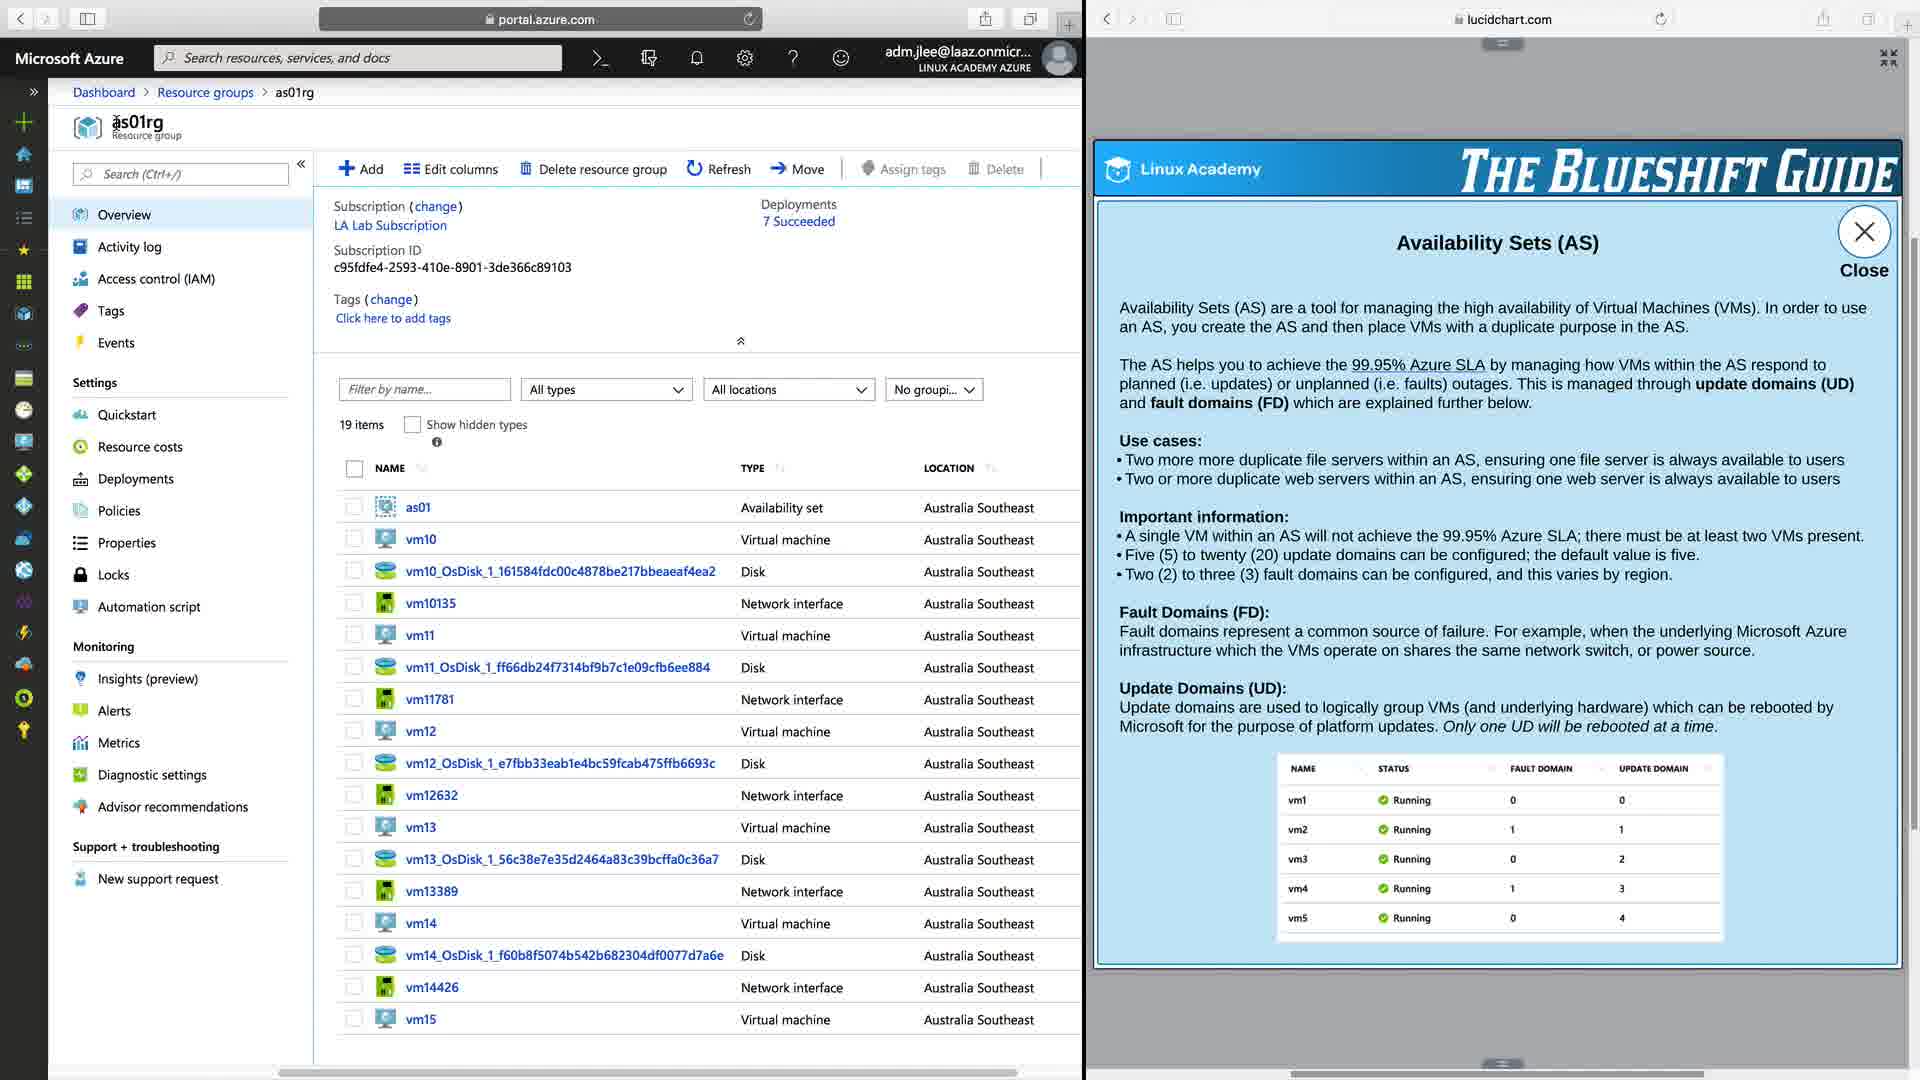 portal.azure.com
Microsoft Azure
Search resources, services, and docs
adm.jlee@laaz.onmicr...
LINUX ACADEMY AZURE
Dashboard > Resource groups > as01rg
as01rg
Resource group
Search (Ctrl+/)
Overview
Activity log
Access control (IAM)
Tags
Events
Settings
Quickstart
Resource costs
Deployments
Policies
Properties
Locks
Automation script
Monitoring
Insights (preview)
Alerts
Metrics
Diagnostic settings
Advisor recommendations
Support + troubleshooting
New support request
Add Edit columns Delete resource group Refresh Move Assign tags Delete
Subscription (change)
LA Lab Subscription
Subscription ID
c95fdfe4-2593-410e-8901-3de366c89103
Tags (change)
Click here to add tags
Deployments
7 Succeeded
Filter by name... All types All locations No groupi...
19 items Show hidden types
NAME TYPE LOCATION
as01 Availability set Australia Southeast
vm10 Virtual machine Australia Southeast
vm10_OsDisk_1_161584fdc00c4878be217bbeaeaf4ea2 Disk Australia Southeast
vm10135 Network interface Australia Southeast
vm11 Virtual machine Australia Southeast
vm11_OsDisk_1_ff66db24f7314bf9b7c1e09cfb6ee884 Disk Australia Southeast
vm11781 Network interface Australia Southeast
vm12 Virtual machine Australia Southeast
vm12_OsDisk_1_e7fbb33eab1e4bc59fcab475ffb6693c Disk Australia Southeast
vm12632 Network interface Australia Southeast
vm13 Virtual machine Australia Southeast
vm13_OsDisk_1_56c38e7e35d2464a83c39bcffa0c36a7 Disk Australia Southeast
vm13389 Network interface Australia Southeast
vm14 Virtual machine Australia Southeast
vm14_OsDisk_1_f60b8f5074b542b682304df0077d7a6e Disk Australia Southeast
vm14426 Network interface Australia Southeast
vm15 Virtual machine Australia Southeast
lucidchart.com
Linux Academy
THE BLUESHIFT GUIDE
Availability Sets (AS)
Close
Availability Sets (AS) are a tool for managing the high availability of Virtual Machines (VMs). In order to use
an AS, you create the AS and then place VMs with a duplicate purpose in the AS.
The AS helps you to achieve the 99.95% Azure SLA by managing how VMs within the AS respond to
planned (i.e. updates) or unplanned (i.e. faults) outages. This is managed through update domains (UD)
and fault domains (FD) which are explained further below.
Use cases:
• Two more more duplicate file servers within an AS, ensuring one file server is always available to users
• Two or more duplicate web servers within an AS, ensuring one web server is always available to users
Important information:
• A single VM within an AS will not achieve the 99.95% Azure SLA; there must be at least two VMs present.
• Five (5) to twenty (20) update domains can be configured; the default value is five.
• Two (2) to three (3) fault domains can be configured, and this varies by region.
Fault Domains (FD):
Fault domains represent a common source of failure. For example, when the underlying Microsoft Azure
infrastructure which the VMs operate on shares the same network switch, or power source.
Update Domains (UD):
Update domains are used to logically group VMs (and underlying hardware) which can be rebooted by
Microsoft for the purpose of platform updates. Only one UD will be rebooted at a time.
NAME STATUS FAULT DOMAIN UPDATE DOMAIN
vm1 Running 0 0
vm2 Running 1 1
vm3 Running 0 2
vm4 Running 1 3
vm5 Running 0 4